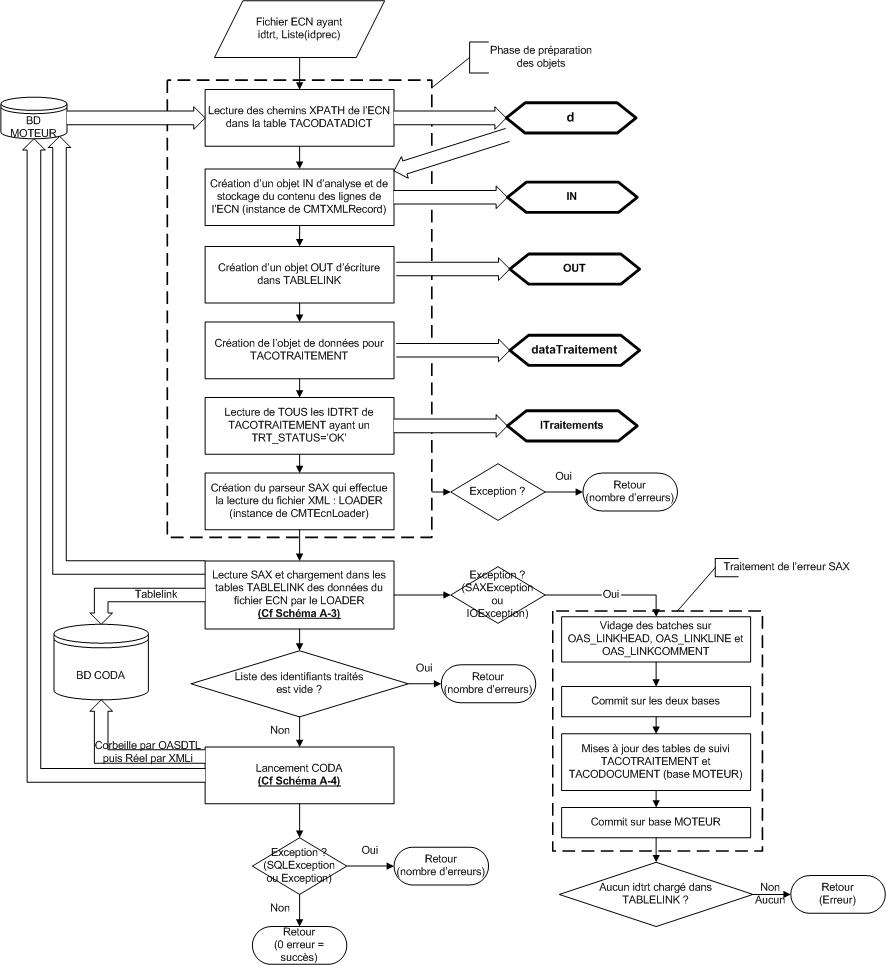 Fichier ECN ayant
idtrt, Liste(idprec)
Phase de préparation
des objets
BD
MOTEUR
Lecture des chemins XPATH de l'ECN
dans la table TACODATADICT
d
Création d'un objet IN d'analyse et de
stockage du contenu des lignes de
l'ECN (instance de CMTXMLRecord)
IN
Création d'un objet OUT d'écriture
dans TABLELINK
OUT
Création de l'objet de données pour
TACOTRAITEMENT
dataTraitement
Lecture de TOUS les IDTRT de
TACOTRAITEMENT ayant un
TRT_STATUS='OK'
lTraitements
Création du parseur SAX qui effectue
la lecture du fichier XML : LOADER
(instance de CMTEcnLoader)
Exception ?
Oui
Retour
(nombre d'erreurs)
Lecture SAX et chargement dans les
tables TABLELINK des données du
fichier ECN par le LOADER
(Cf Schéma A-3)
Tablelink
Exception ?
(SAXException
ou
IOException)
Oui
Traitement de l'erreur SAX
Vidage des batches sur
OAS_LINKHEAD, OAS_LINKLINE et
OAS_LINKCOMMENT
BD CODA
Liste des identifiants traités
est vide ?
Oui
Retour
(nombre d'erreurs)
Commit sur les deux bases
Non
Corbeille par OASDTL
puis Réel par XMLi
Lancement CODA
(Cf Schéma A-4)
Mises à jour des tables de suivi
TACOTRAITEMENT et
TACODOCUMENT (base MOTEUR)
Commit sur base MOTEUR
Exception ?
(SQLException
ou Exception)
Oui
Retour
(nombre d'erreurs)
Aucun idtrt chargé dans
TABLELINK ?
Non
Aucun
Retour
(Erreur)
Non
Retour
(0 erreur =
succès)